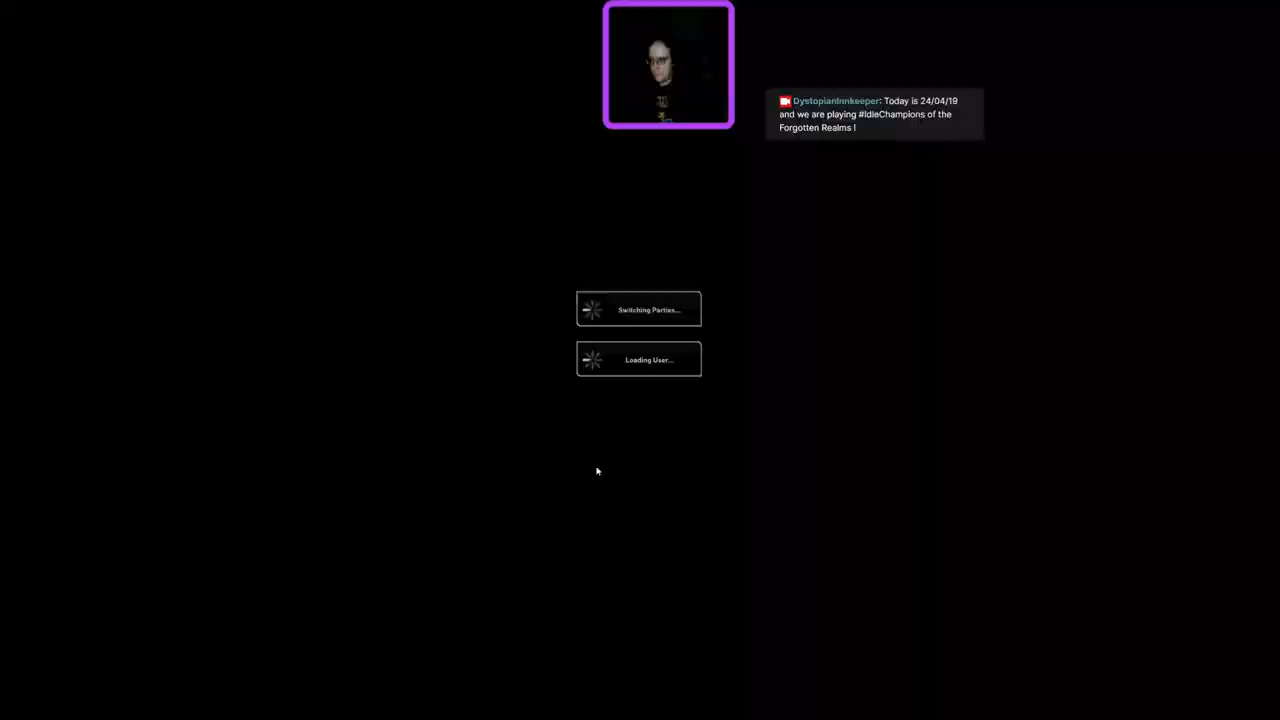 DystopianInnkeeper: Today is 24/04/19
and we are playing #IdleChampions of the
Forgotten Realms !
Switching Parties...
Loading User...